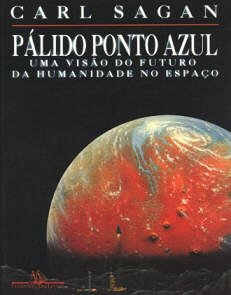 CARL SAGAN
PÁLIDO PONTO AZUL
UMA VISÃO DO FUTURO
DA HUMANIDADE NO ESPAÇO